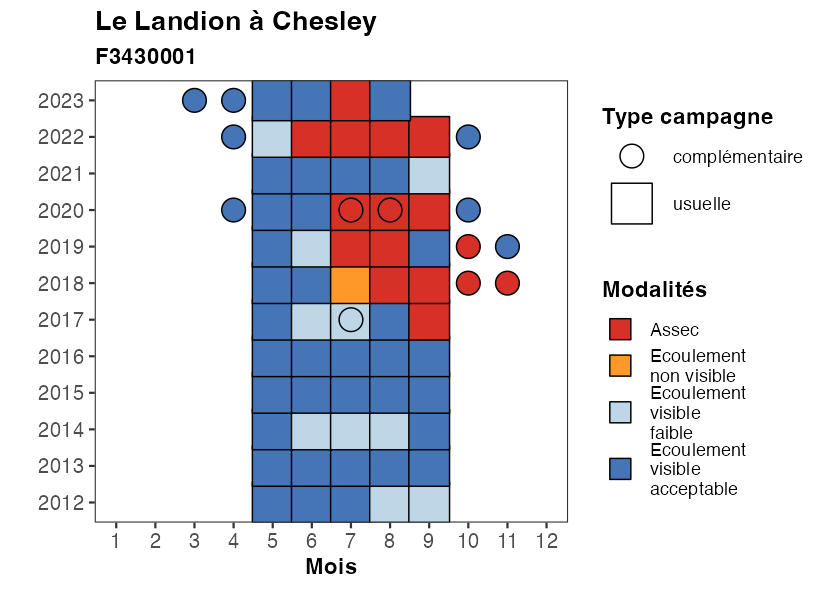 Le Landion à Chesley
F3430001
2023
2022
2021
2020
2019
2018
2017
2016
2015
2014
2013
2012
1 2 3 4 5 6 7 8 9 10 11 12
Mois
Type campagne
complémentaire
usuelle
Modalités
Assec
Ecoulement
non visible
Ecoulement
visible
faible
Ecoulement
visible
acceptable